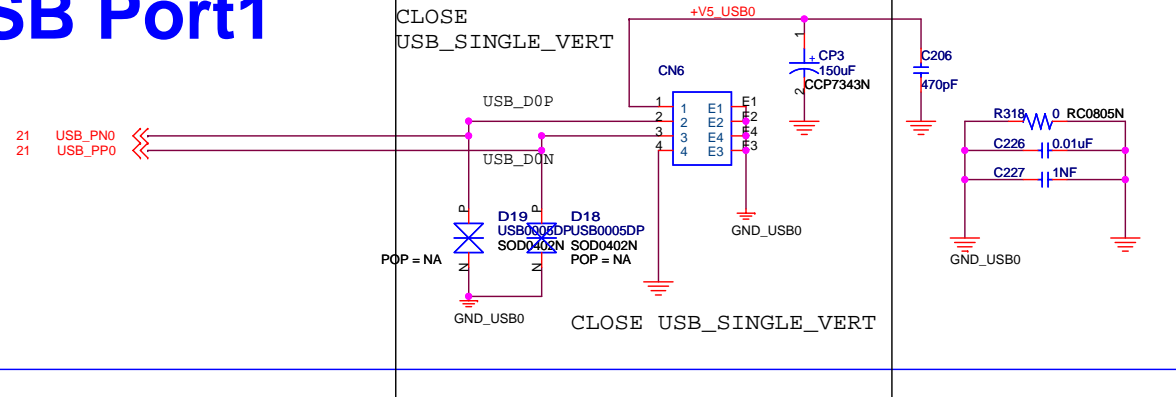 SB Port1
CLOSE
USB_SINGLE_VERT
+V5_USB0
1
+
CP3
150uF
2
CCP7343N
C206
470pF
CN6
USB_D0P
1 1 E1 E1
2 2 E2 E2
3 3 E4 E4
4 4 E3 E3
21 USB_PN0
21 USB_PP0
USB_D0N
R318 0 RC0805N
C226 0.01uF
C227 1NF
P
P
D19
USB0005DP
SOD0402N
POP = NA
N
D18
USB0005DP
SOD0402N
POP = NA
N
GND_USB0
GND_USB0
GND_USB0
CLOSE USB_SINGLE_VERT